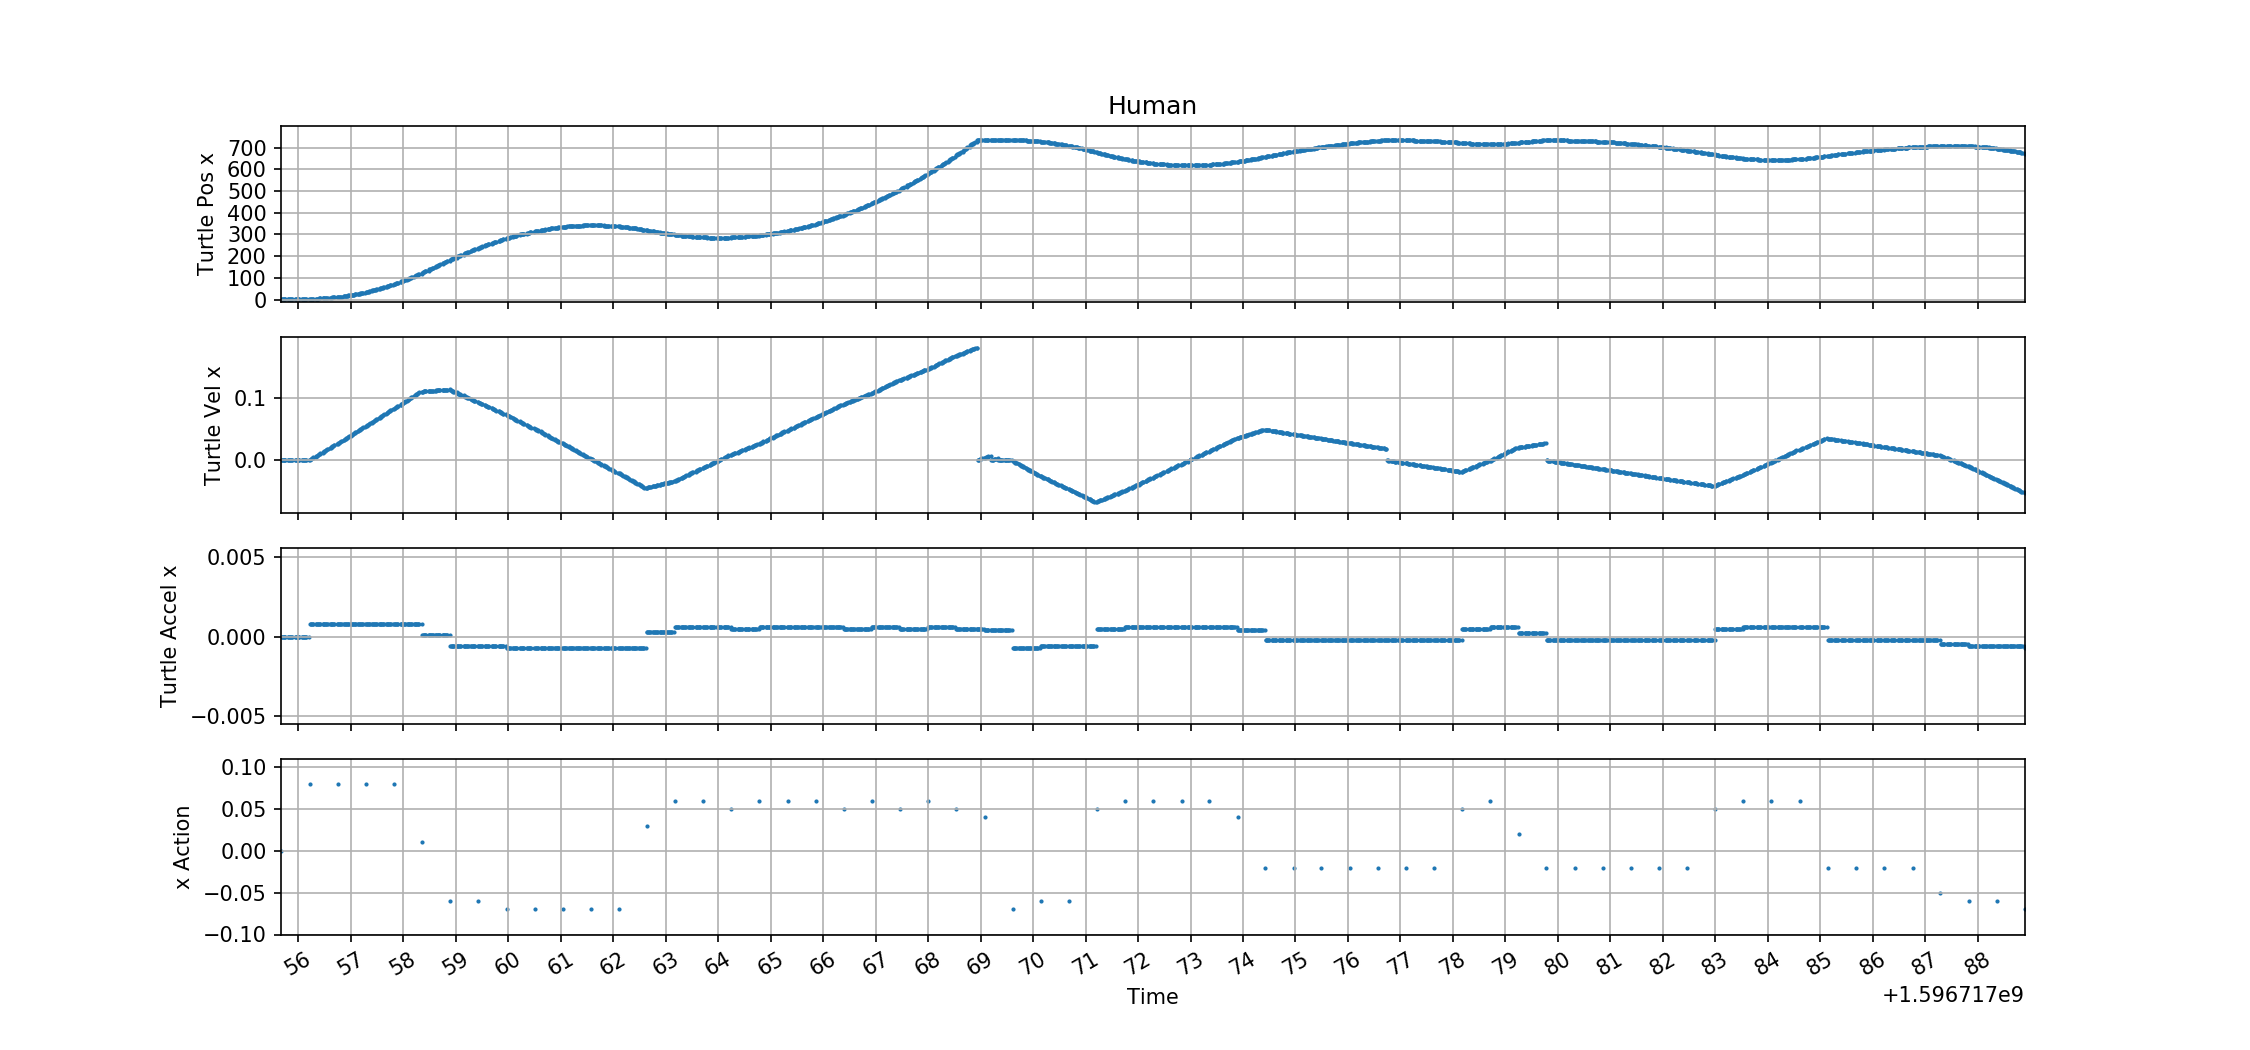 Human
Turtle Pos x
700
600
500
400
300
200
100
0
Turtle Vel x
0.1
0.0
Turtle Accel x
0.005
0.000
−0.005
x Action
0.10
0.05
0.00
−0.05
−0.10
56 57 58 59 60 61 62 63 64 65 66 67 68 69 70 71 72 73 74 75 76 77 78 79 80 81 82 83 84 85 86 87 88
Time
+1.596717e9